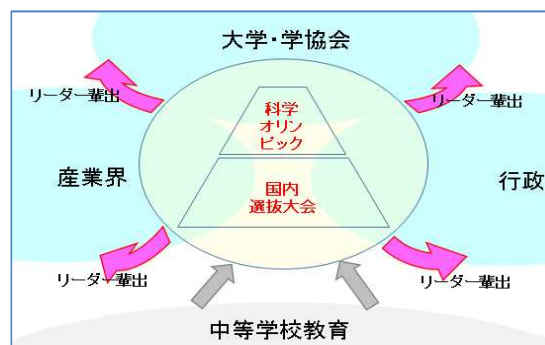 大学・学協会
リーダー輩出
リーダー輩出
科学
オリン
ピック
産業界
行政
国内
選抜大会
リーダー輩出
リーダー輩出
中等学校教育